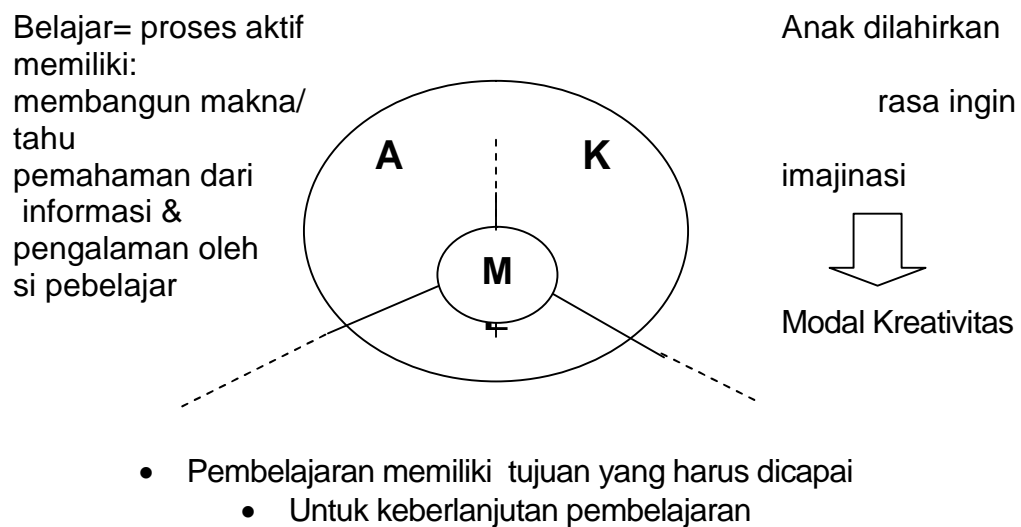 Belajar= proses aktif
memiliki:
membangun makna/
tahu
pemahaman dari
informasi &
pengalaman oleh
si pebelajar
A
K
M
Anak dilahirkan
rasa ingin
imajinasi
Modal Kreativitas
• Pembelajaran memiliki tujuan yang harus dicapai
• Untuk keberlanjutan pembelajaran